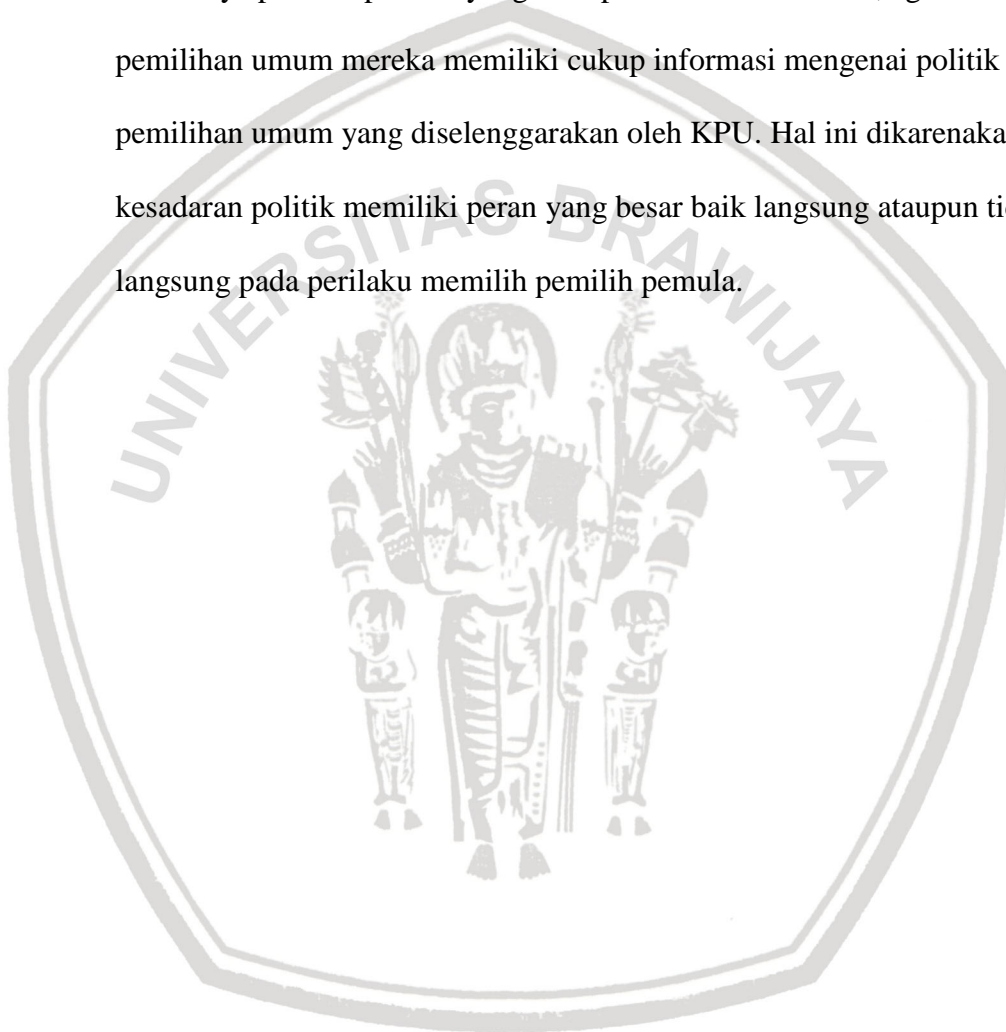 pemilihan umum mereka memiliki cukup informasi mengenai politik
pemilihan umum yang diselenggarakan oleh KPU. Hal ini dikarenaka
kesadaran politik memiliki peran yang besar baik langsung ataupun
langsung pada perilaku memilih pemilih pemula.
UNIVERSITAS BRAWIJAYA